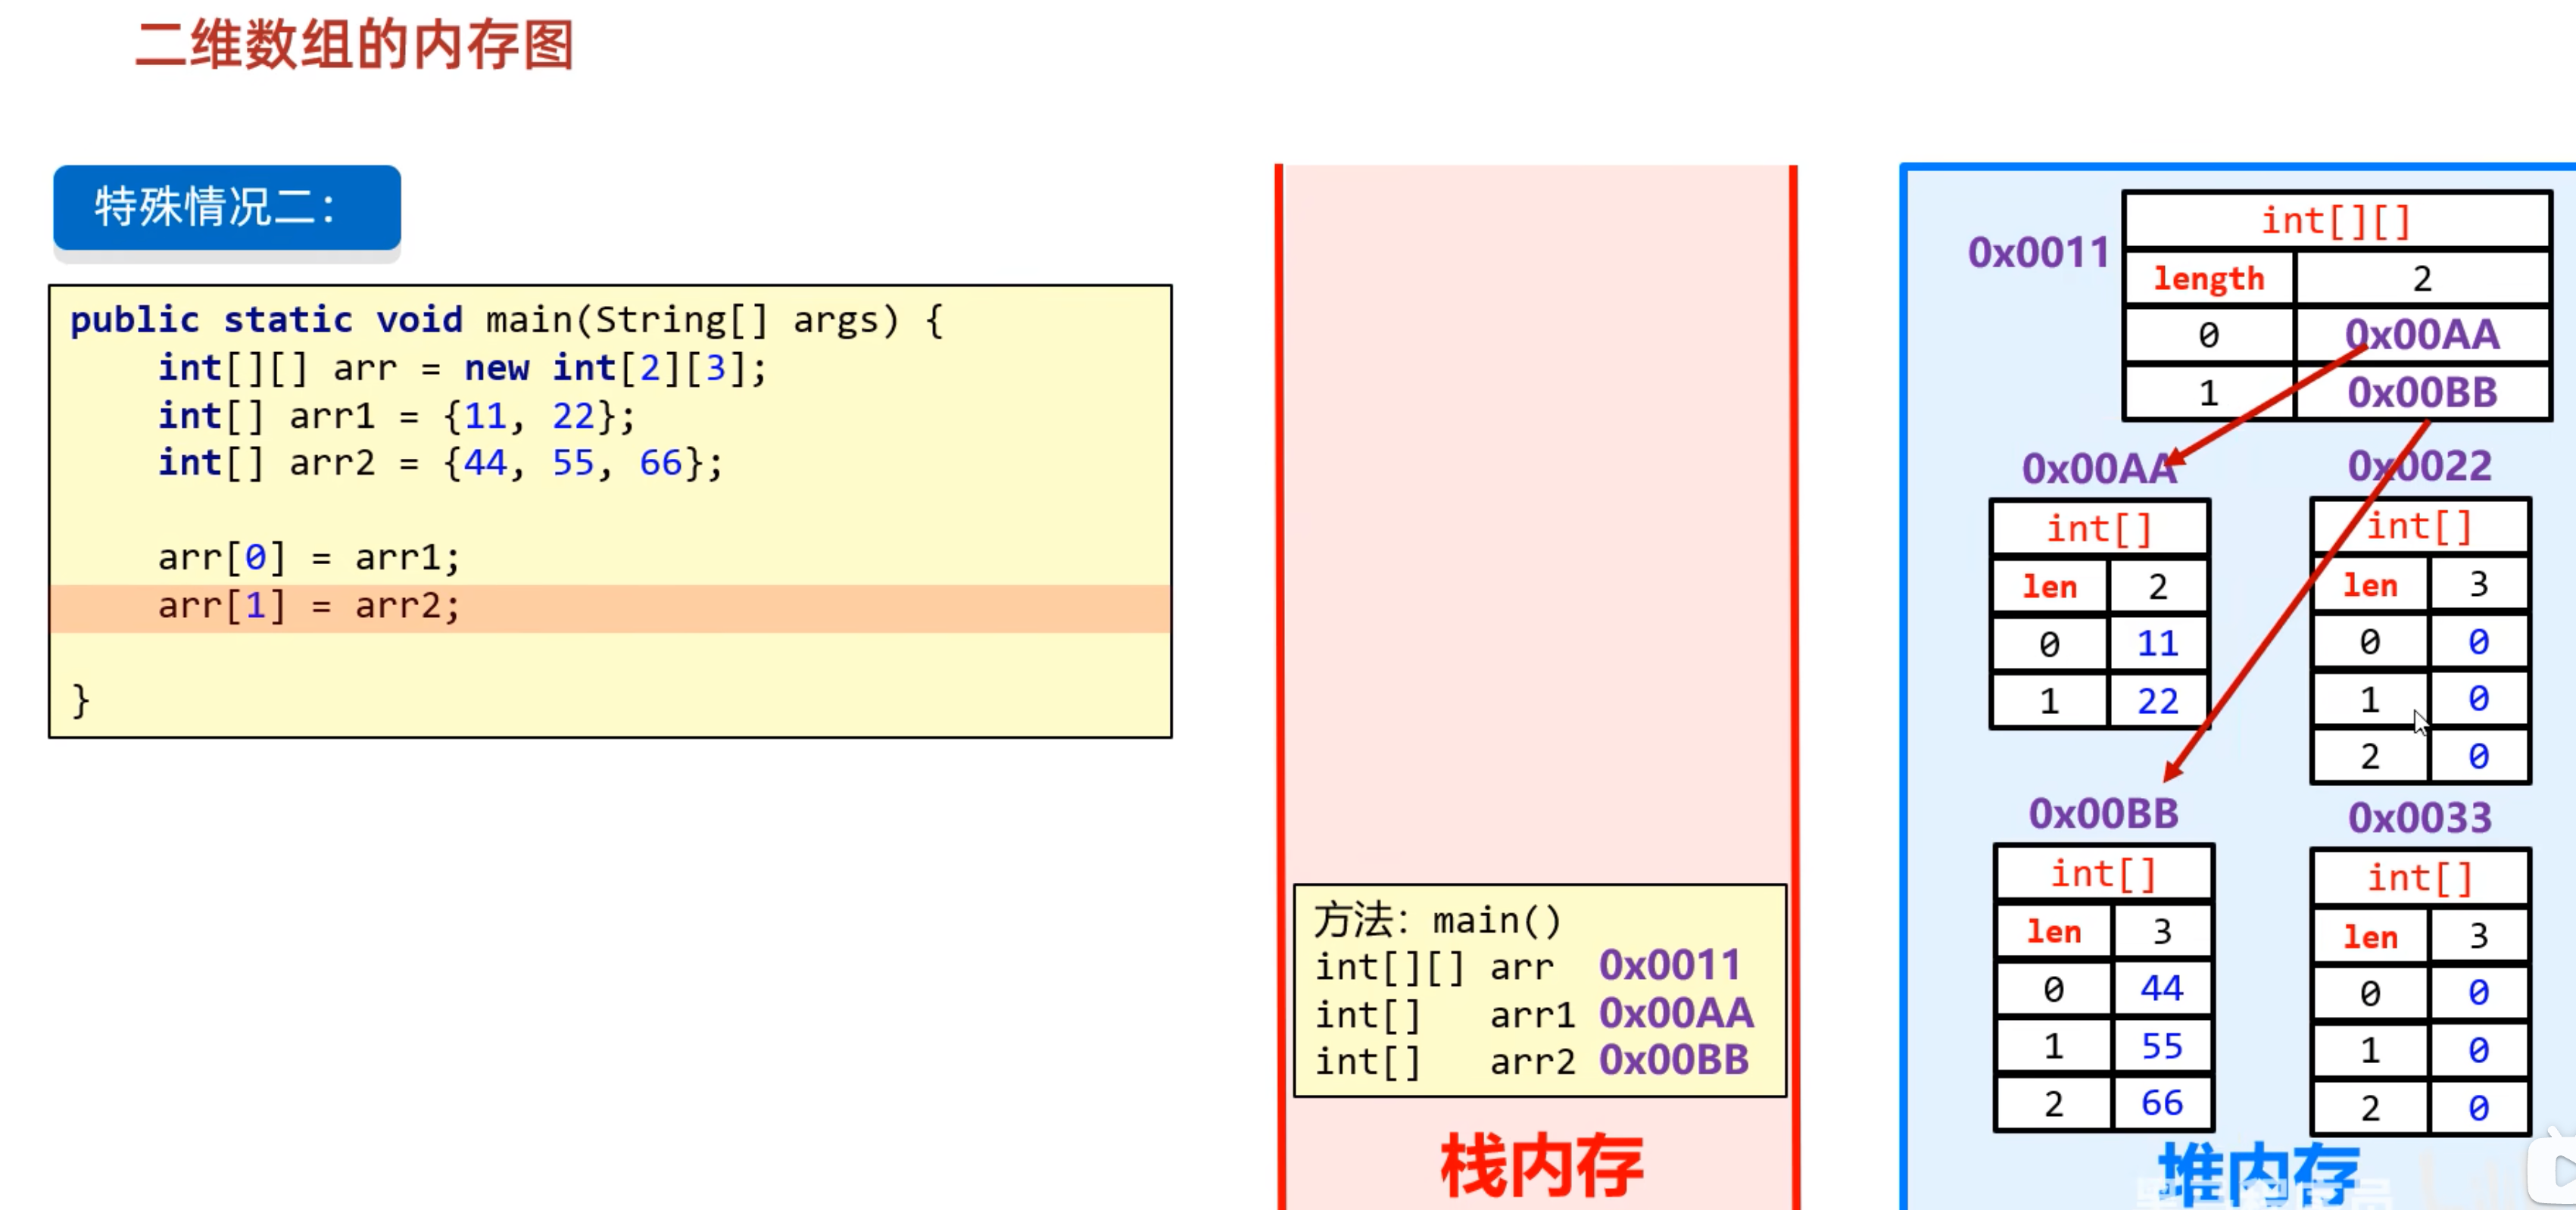 二维数组的内存图
特殊情况二：
public static void main(String[] args) {
int[][] arr = new int[2][3];
int[] arr1 = {11, 22};
int[] arr2 = {44, 55, 66};
arr[0] = arr1;
arr[1] = arr2;
}
方法：main()
int[][] arr 0x0011
int[] arr1 0x00AA
int[] arr2 0x00BB
栈内存
0x0011
int[][]
length 2
0 0x00AA
1 0x00BB
0x00AA
int[]
len 2
0 11
1 22
0x0022
int[]
len 3
0 0
1 0
2 0
0x00BB
int[]
len 3
0 44
1 55
2 66
0x0033
int[]
len 3
0 0
1 0
2 0
堆内存